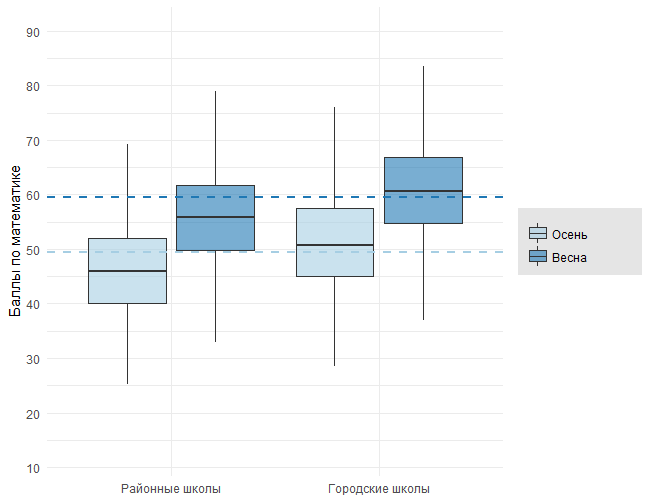 Баллы по математике
90
80
70
60
50
40
30
20
10
Районные школы
Городские школы
Осень
Весна